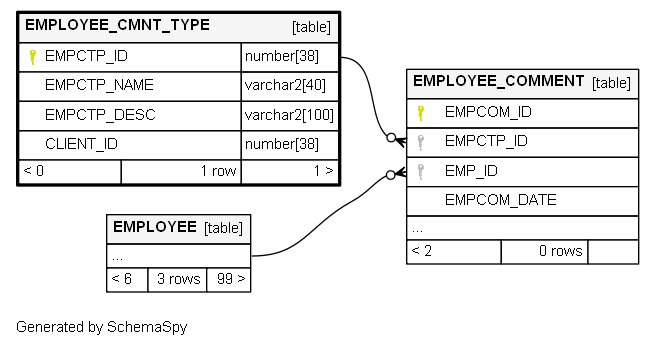 EMPLOYEE_CMNT_TYPE [table]
EMPCTP_ID number[38]
EMPCTP_NAME varchar2[40]
EMPCTP_DESC varchar2[100]
CLIENT_ID number[38]
< 0 1 row 1 >
EMPLOYEE_COMMENT [table]
EMPCOM_ID
EMPCTP_ID
EMP_ID
EMPCOM_DATE
...
< 2 0 rows
EMPLOYEE [table]
...
< 6 3 rows 99 >
Generated by SchemaSpy